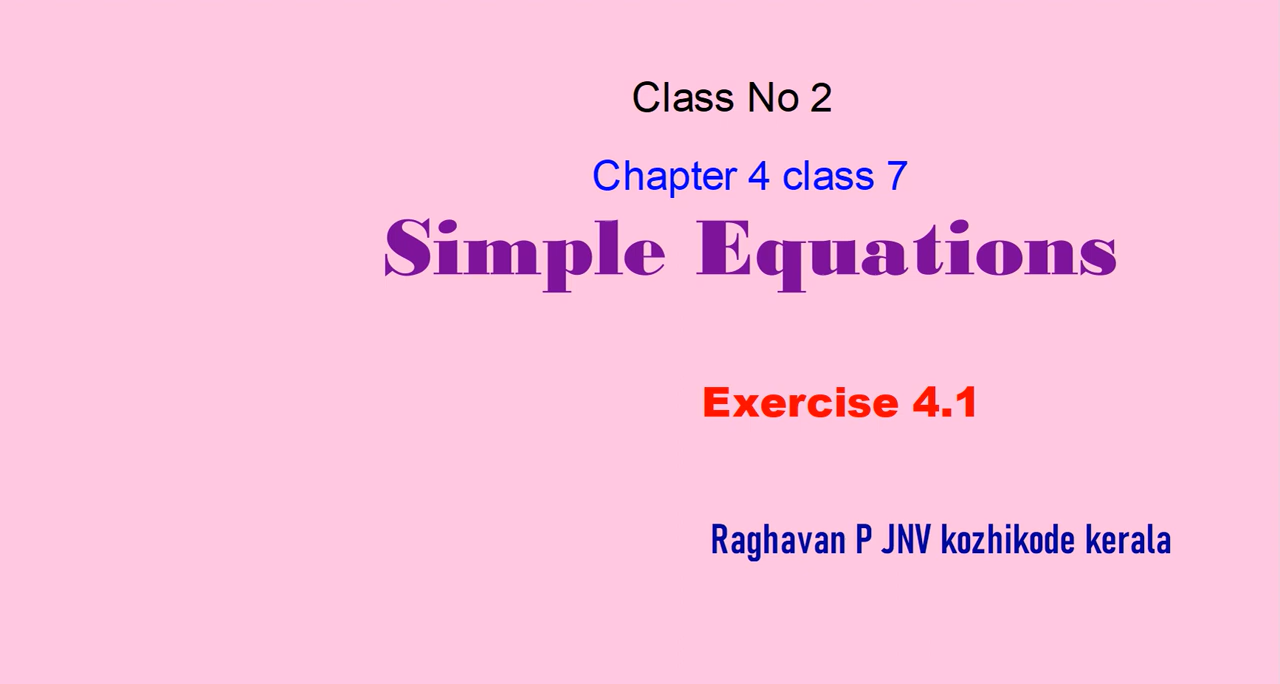 Class No 2
Chapter 4 class 7
Simple Equations
Exercise 4.1
Raghavan P JNV kozhikode kerala